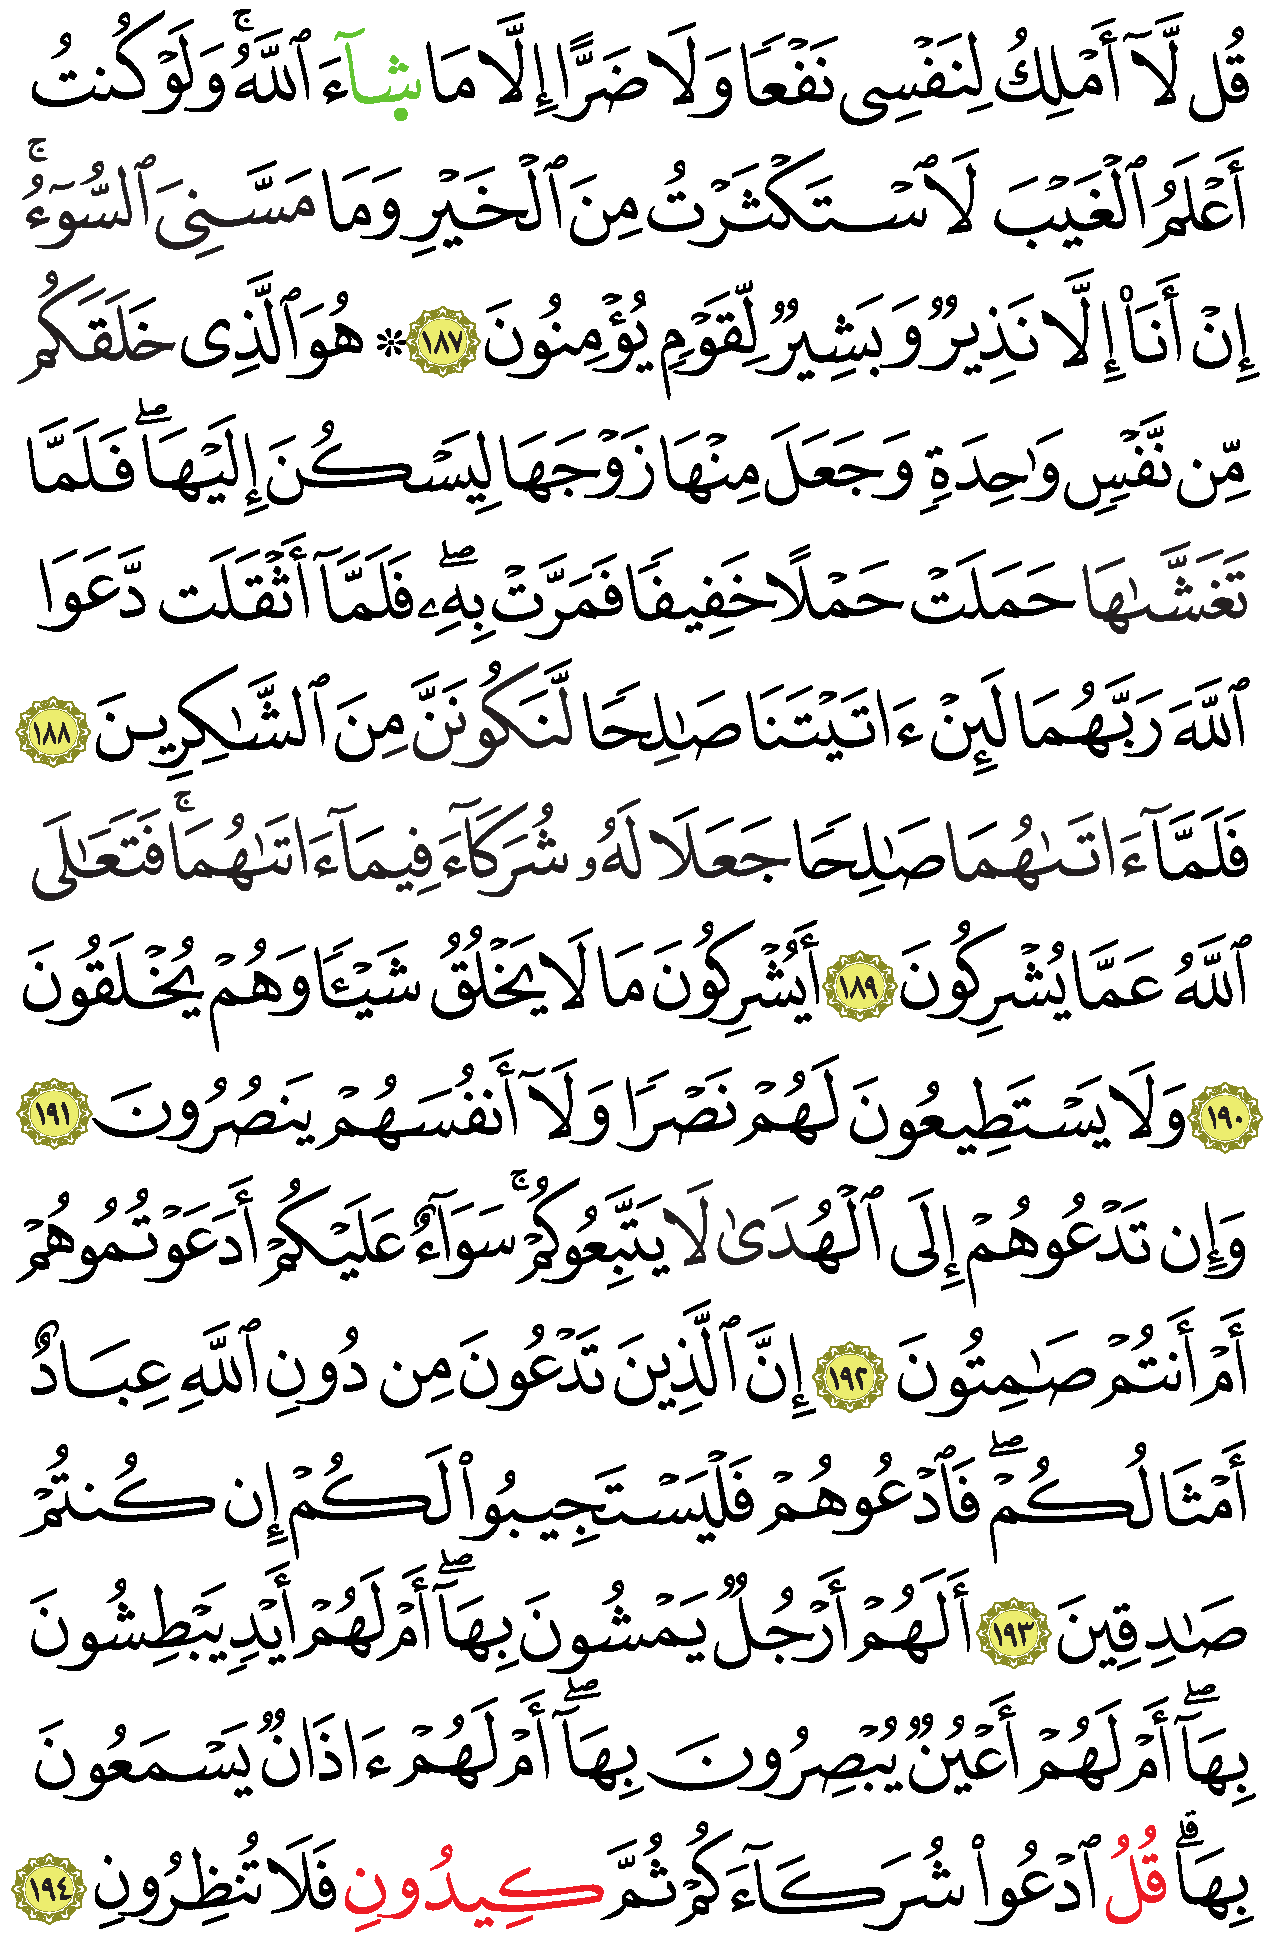 قُل لَّآ أَمْلِكُ لِنَفْسِى نَفْعًا وَلَا ضَرًّا إِلَّا مَا شَآءَ ٱللَّهُ ۚ وَلَوْ كُنتُ
أَعْلَمُ ٱلْغَيْبَ لَٱسْتَكْثَرْتُ مِنَ ٱلْخَيْرِ وَمَا مَسَّنِىَ ٱلسُّوٓءُ ۚ
إِنْ أَنَا۠ إِلَّا نَذِيرٌ وَبَشِيرٌ لِّقَوْمٍ يُؤْمِنُونَ ١٨٧ ۞ هُوَ ٱلَّذِى خَلَقَكُم
مِّن نَّفْسٍ وَٰحِدَةٍ وَجَعَلَ مِنْهَا زَوْجَهَا لِيَسْكُنَ إِلَيْهَا ۖ فَلَمَّا
تَغَشَّىٰهَا حَمَلَتْ حَمْلًا خَفِيفًا فَمَرَّتْ بِهِۦ ۖ فَلَمَّآ أَثْقَلَت دَّعَوَا
ٱللَّهَ رَبَّهُمَا لَئِنْ ءَاتَيْتَنَا صَٰلِحًا لَّنَكُونَنَّ مِنَ ٱلشَّٰكِرِينَ ١٨٨
فَلَمَّآ ءَاتَىٰهُمَا صَٰلِحًا جَعَلَا لَهُۥ شُرَكَآءَ فِيمَآ ءَاتَىٰهُمَا ۚ فَتَعَٰلَى
ٱللَّهُ عَمَّا يُشْرِكُونَ ١٨٩ أَيُشْرِكُونَ مَا لَا يَخْلُقُ شَيْـًٔا وَهُمْ يُخْلَقُونَ
١٩٠ وَلَا يَسْتَطِيعُونَ لَهُمْ نَصْرًا وَلَآ أَنفُسَهُمْ يَنصُرُونَ ١٩١
وَإِن تَدْعُوهُمْ إِلَى ٱلْهُدَىٰ لَا يَتَّبِعُوكُمْ ۚ سَوَآءٌ عَلَيْكُمْ أَدَعَوْتُمُوهُمْ
أَمْ أَنتُمْ صَٰمِتُونَ ١٩٢ إِنَّ ٱلَّذِينَ تَدْعُونَ مِن دُونِ ٱللَّهِ عِبَادٌ
أَمْثَالُكُمْ ۖ فَٱدْعُوهُمْ فَلْيَسْتَجِيبُوا۟ لَكُمْ إِن كُنتُمْ
صَٰدِقِينَ ١٩٣ أَلَهُمْ أَرْجُلٌ يَمْشُونَ بِهَآ ۖ أَمْ لَهُمْ أَيْدٍ يَبْطِشُونَ
بِهَآ ۖ أَمْ لَهُمْ أَعْيُنٌ يُبْصِرُونَ بِهَآ ۖ أَمْ لَهُمْ ءَاذَانٌ يَسْمَعُونَ
بِهَا ۗ قُلُ ٱدْعُوا۟ شُرَكَآءَكُمْ ثُمَّ كِيدُونِ فَلَا تُنظِرُونِ ١٩٤